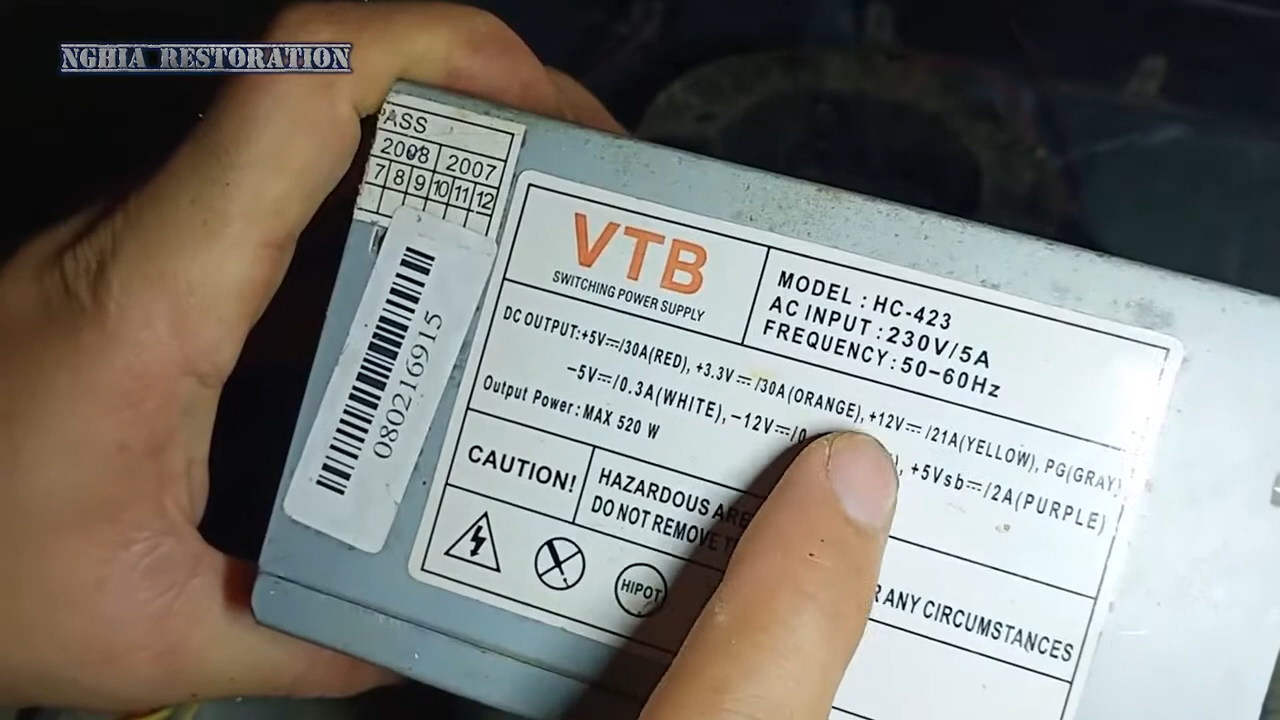 NGHIA RESTORATION
PASS
2008 2007
7 8 9 10 11 12
080216915
VTB
SWITCHING POWER SUPPLY
MODEL : HC-423
AC INPUT : 230V/5A
FREQUENCY : 50-60Hz
DC OUTPUT:+5V⎓/30A(RED), +3.3V⎓/30A(ORANGE), +12V⎓/21A(YELLOW), PG(GRAY)
-5V⎓/0.3A(WHITE), -12V⎓/0 +5Vsb⎓/2A(PURPLE)
Output Power : MAX 520 W
CAUTION!
HAZARDOUS ARE
DO NOT REMOVE ANY CIRCUMSTANCES
HIPOT